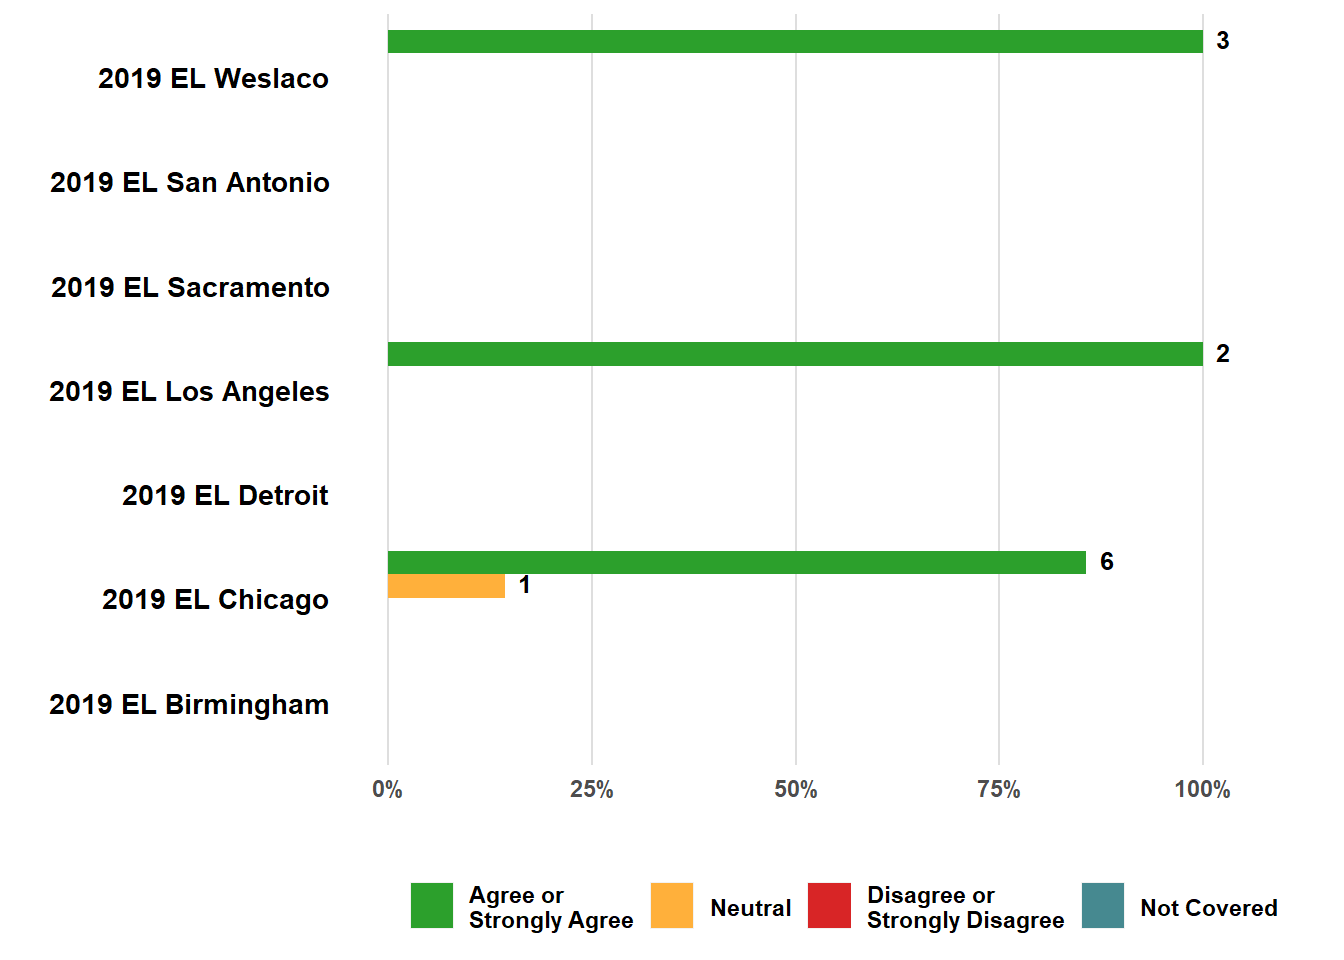 3
2019 EL Weslaco
2019 EL San Antonio
2019 EL Sacramento
2
2019 EL Los Angeles
2019 EL Detroit
6
1
2019 EL Chicago
2019 EL Birmingham
0% 25% 50% 75% 100%
Agree or
Strongly Agree
Neutral
Disagree or
Strongly Disagree
Not Covered